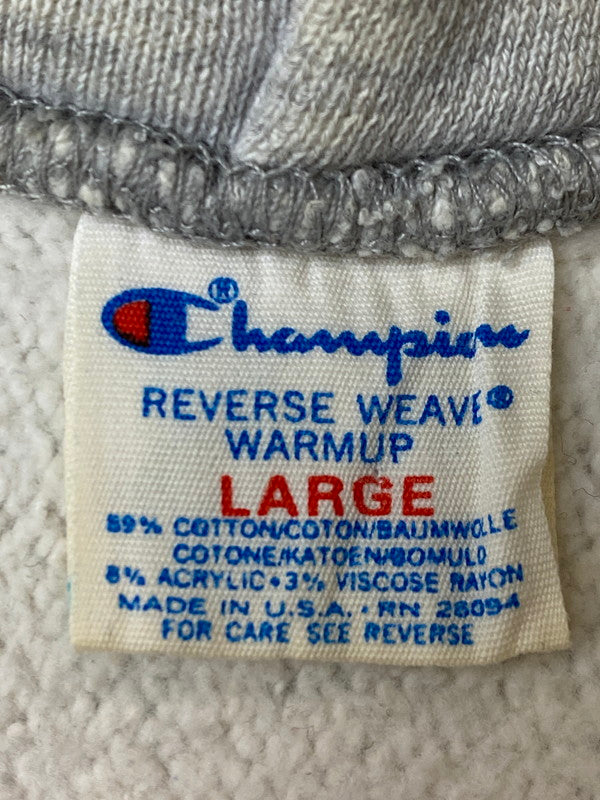 Champion®
REVERSE WEAVE®
WARMUP
LARGE
89% COTTON/COTON/BAUMWOLLE
COTONE/KATOEN/BOMULD
8% ACRYLIC•3% VISCOSE RAYON
MADE IN U.S.A. • RN 26094
FOR CARE SEE REVERSE